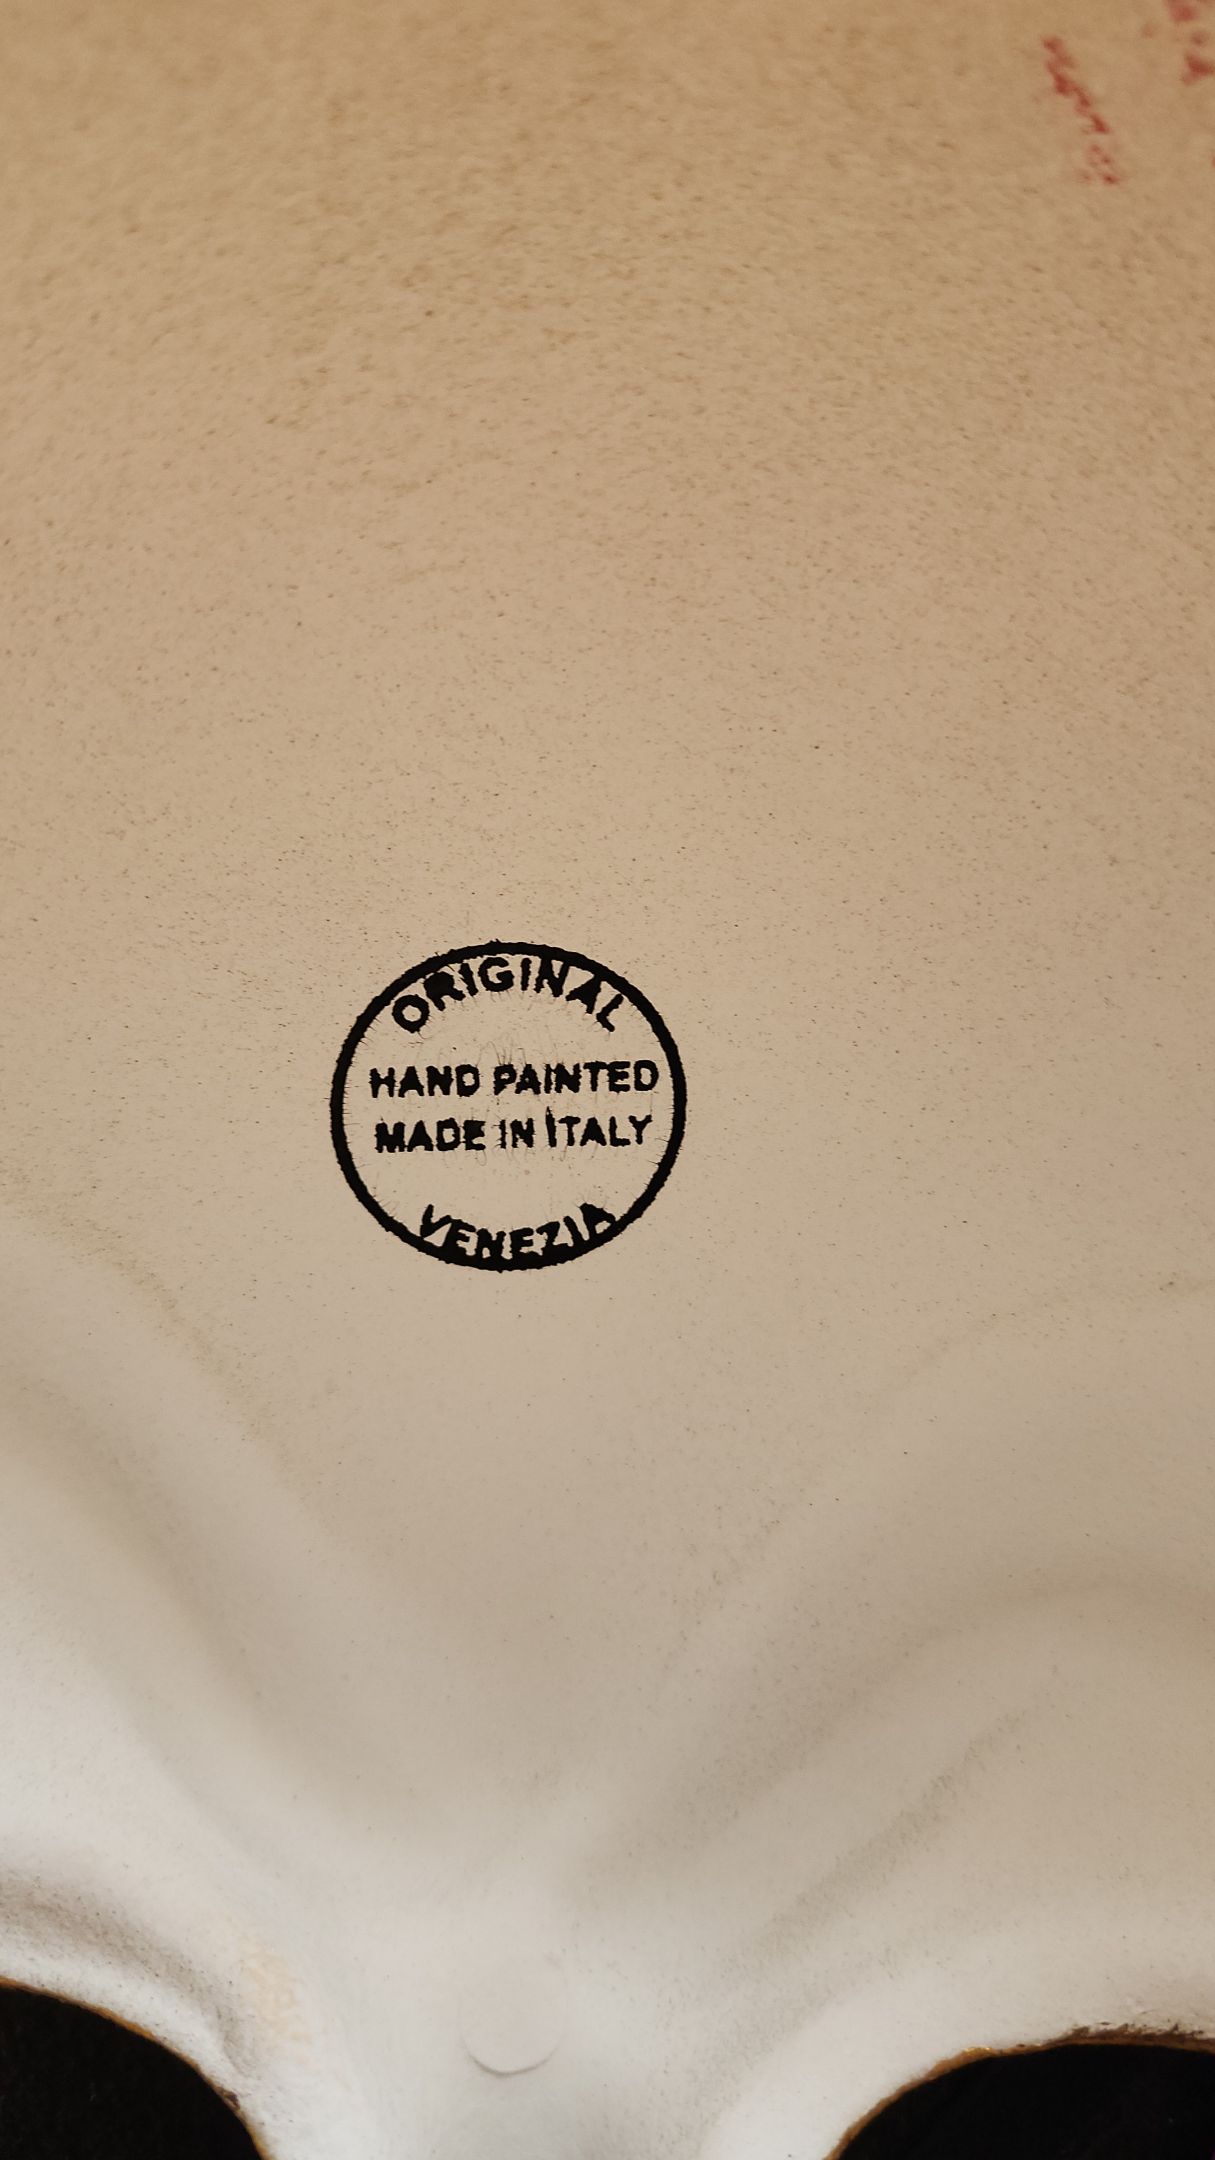 ORIGINAL
HAND PAINTED
MADE IN ITALY
VENEZIA